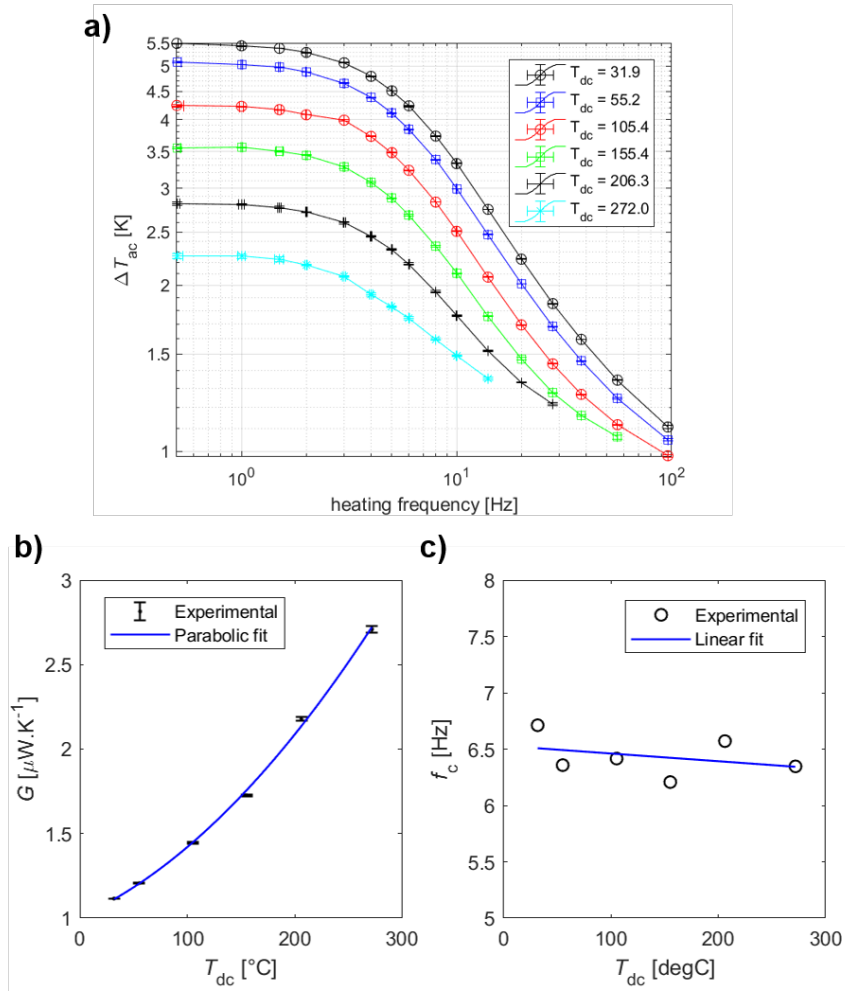 a)
5.5
5
4.5
4
3.5
3
2.5
2
1.5
1
Δ T_ac [K]
T_dc = 31.9
T_dc = 55.2
T_dc = 105.4
T_dc = 155.4
T_dc = 206.3
T_dc = 272.0
10^0 10^1 10^2
heating frequency [Hz]
b)
3
2.5
2
1.5
1
G [μW.K^-1]
Experimental
Parabolic fit
0 100 200 300
T_dc [°C]
c)
8
7.5
7
6.5
6
5.5
5
f_c [Hz]
Experimental
Linear fit
0 100 200 300
T_dc [degC]